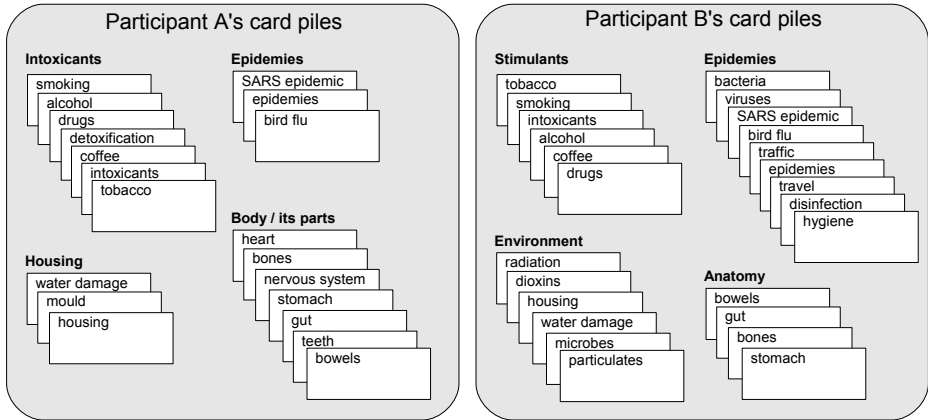 Participant A's card piles
Intoxicants
smoking
alcohol
drugs
detoxification
coffee
intoxicants
tobacco
Epidemies
SARS epidemic
epidemies
bird flu
Housing
water damage
mould
housing
Body / its parts
heart
bones
nervous system
stomach
gut
teeth
bowels
Participant B's card piles
Stimulants
tobacco
smoking
intoxicants
alcohol
coffee
drugs
Epidemies
bacteria
viruses
SARS epidemic
bird flu
traffic
epidemies
travel
disinfection
hygiene
Environment
radiation
dioxins
housing
water damage
microbes
particulates
Anatomy
bowels
gut
bones
stomach